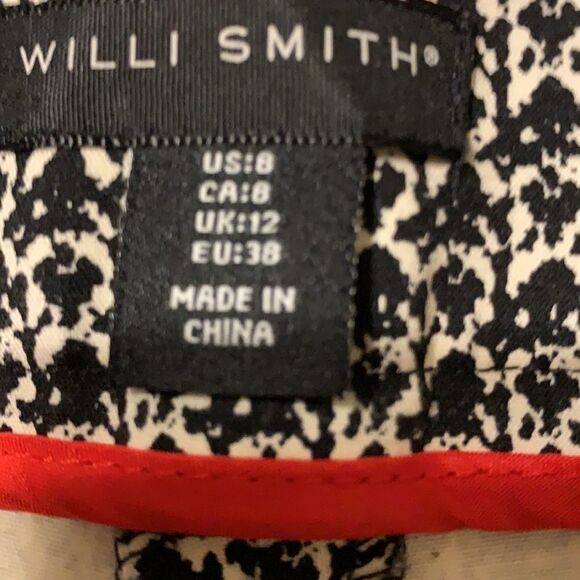 WILLI SMITH®
US:8
CA:8
UK:12
EU:38
MADE IN
CHINA